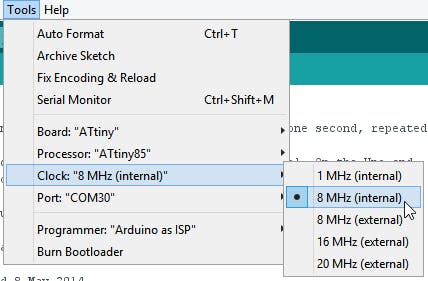 Tools Help
Auto Format Ctrl+T
Archive Sketch
Fix Encoding & Reload
Serial Monitor Ctrl+Shift+M
one second, repeated
Board: "ATtiny"
Processor: "ATtiny85"
On the Uno and
Clock: "8 MHz (internal)"
1 MHz (internal)
Port: "COM30"
8 MHz (internal)
8 MHz (external)
Programmer: "Arduino as ISP"
16 MHz (external)
Burn Bootloader
20 MHz (external)
8 May 2014